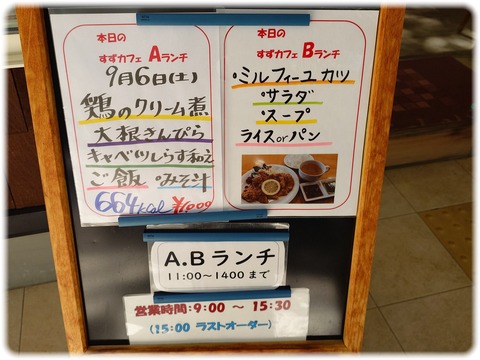 本日の
すずカフェ Aランチ
9月6日(土)
鶏のクリーム煮
大根きんぴら
キャベツしらす和え
ご飯 •みそ汁
664kcal ¥1000
本日の
すずカフェ Bランチ
•ミルフィーユカツ
•サラダ
•スープ
ライスorパン
A.Bランチ
11:00～1400まで
営業時間:9:00 ～ 15:30
(15:00 ラストオーダー)